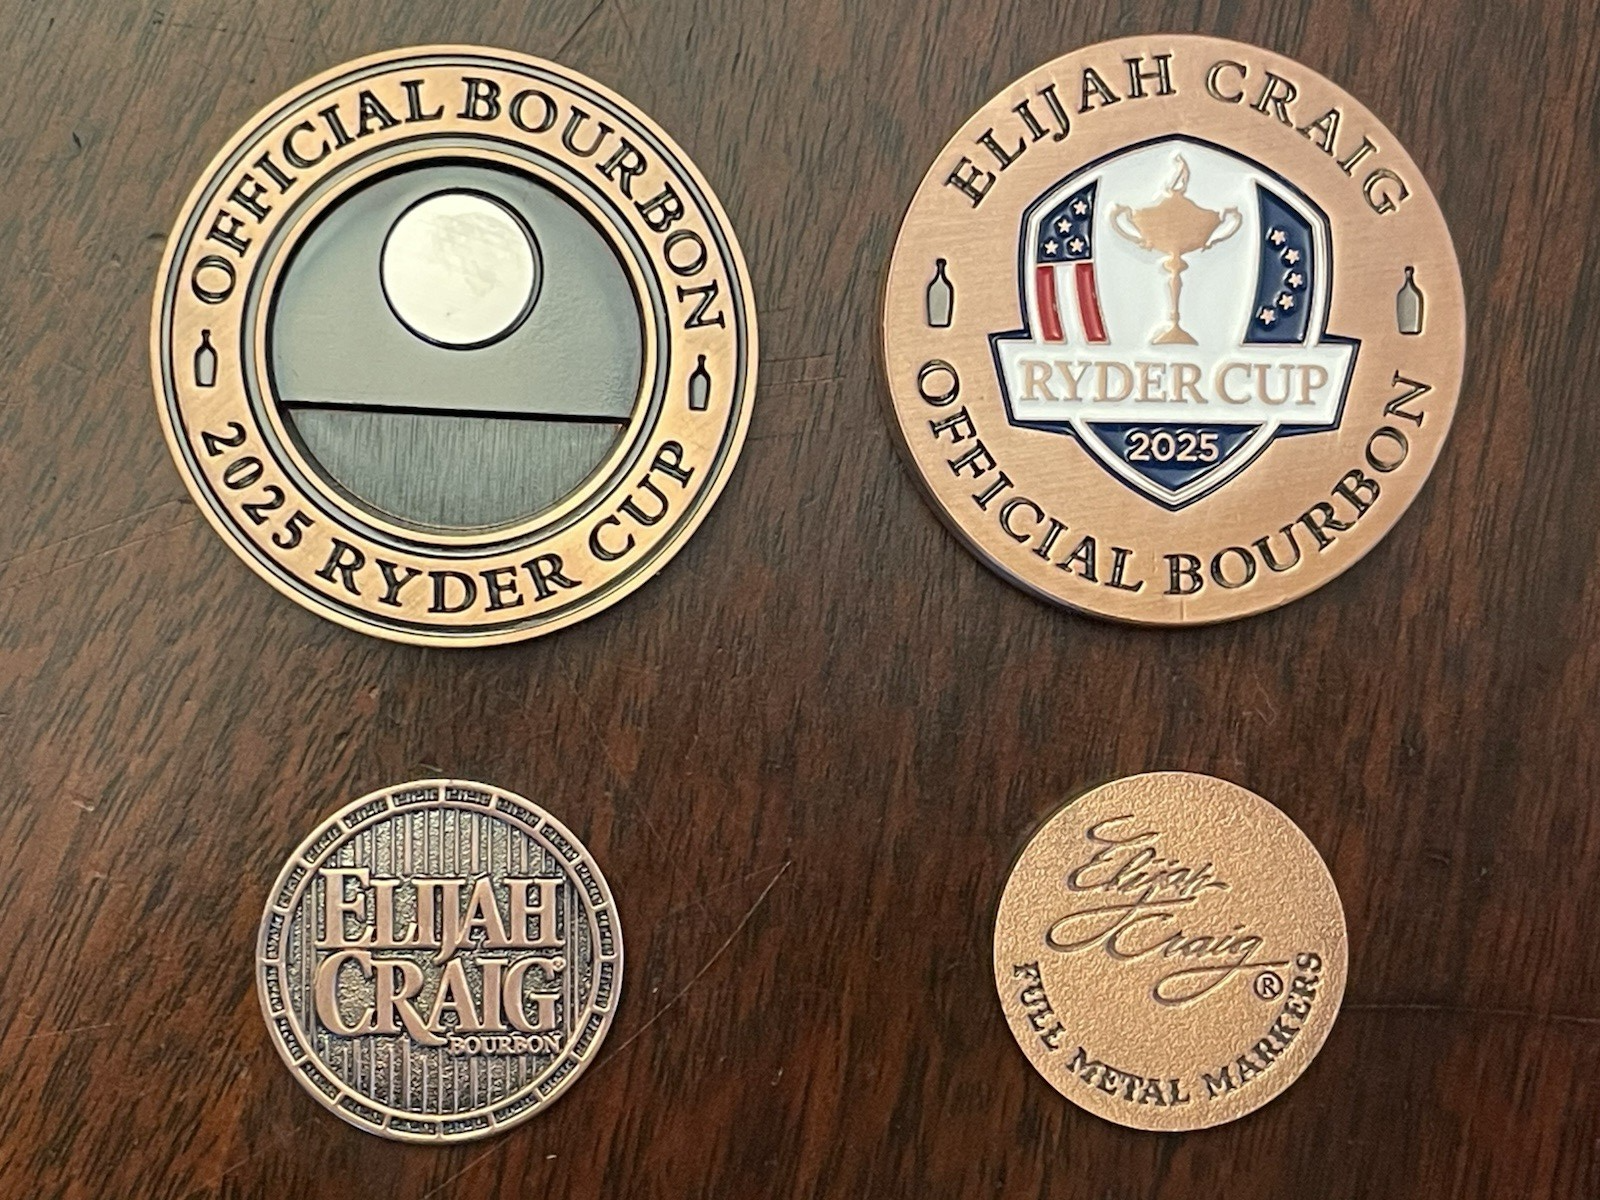 OFFICIAL BOURBON
2025 RYDER CUP
ELIJAH CRAIG
RYDER CUP
2025
OFFICIAL BOURBON
ELIJAH
CRAIG®
BOURBON
Elijah
Craig®
FULL METAL MARKERS